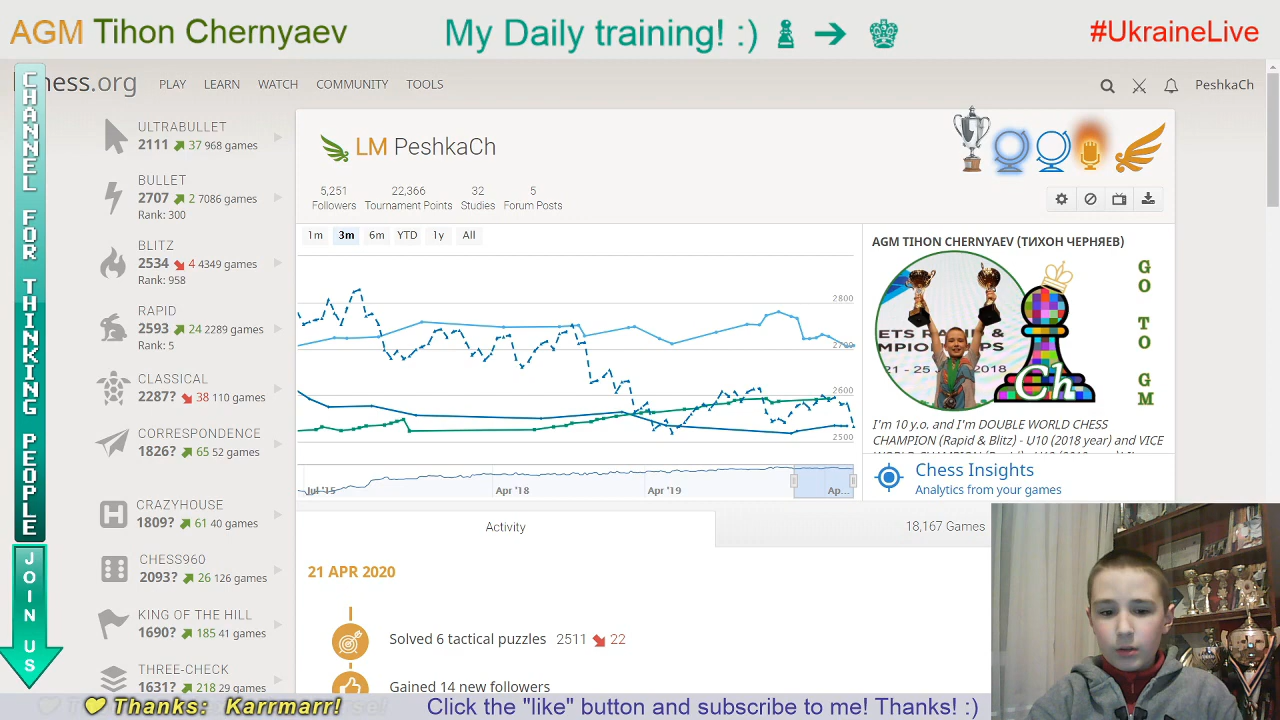 AGM Tihon Chernyaev
My Daily training! :)
#UkraineLive
CHANNEL FOR THINKING PEOPLE
JOIN US
hess.org
PLAY LEARN WATCH COMMUNITY TOOLS
PeshkaCh
ULTRABULLET
2111 37 968 games
BULLET
2707 2 7086 games
Rank: 300
BLITZ
2534 4 4349 games
Rank: 958
RAPID
2593 24 2289 games
Rank: 5
CLASSICAL
2287? 38 110 games
CORRESPONDENCE
1826? 65 52 games
CRAZYHOUSE
1809? 61 40 games
CHESS960
2093? 26 126 games
KING OF THE HILL
1690? 185 41 games
THREE-CHECK
1631? 218 29 games
LM PeshkaCh
5,251 22,366 32 5
Followers Tournament Points Studies Forum Posts
1m 3m 6m YTD 1y All
2800
2700
2600
2500
Jul '15 Apr '18 Apr '19 Ap...
AGM TIHON CHERNYAEV (ТИХОН ЧЕРНЯЕВ)
ETS RAPID &
MPIONSHIPS
21 - 25 2018
Ch
GO TO GM
I'm 10 y.o. and I'm DOUBLE WORLD CHESS
CHAMPION (Rapid & Blitz) - U10 (2018 year) and VICE
Chess Insights
Analytics from your games
Activity
18,167 Games
21 APR 2020
Solved 6 tactical puzzles 2511 22
Gained 14 new followers
Thanks: Karrmarr!
Click the "like" button and subscribe to me! Thanks! :)